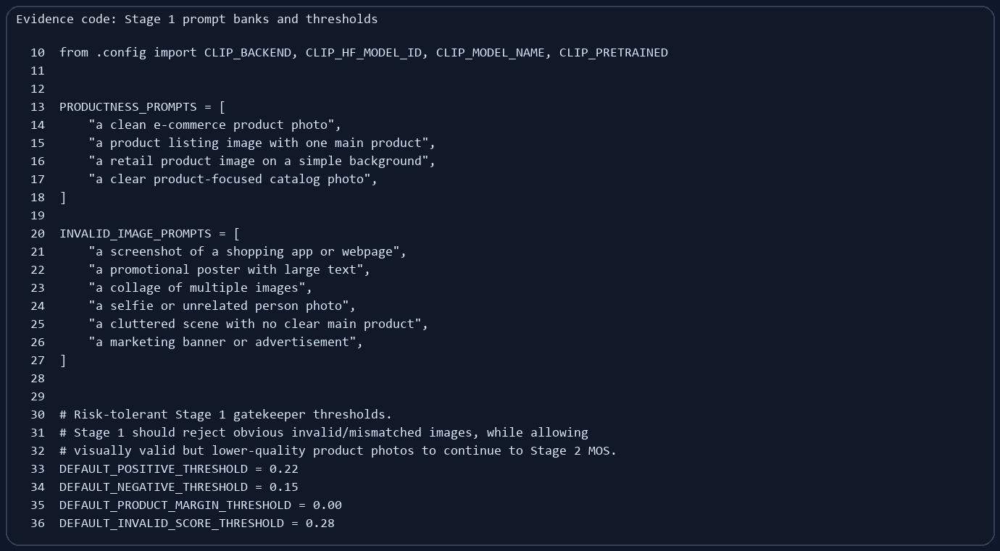 Evidence code: Stage 1 prompt banks and thresholds
10  from .config import CLIP_BACKEND, CLIP_HF_MODEL_ID, CLIP_MODEL_NAME, CLIP_PRETRAINED
11
12
13  PRODUCTNESS_PROMPTS = [
14      "a clean e-commerce product photo",
15      "a product listing image with one main product",
16      "a retail product image on a simple background",
17      "a clear product-focused catalog photo",
18  ]
19
20  INVALID_IMAGE_PROMPTS = [
21      "a screenshot of a shopping app or webpage",
22      "a promotional poster with large text",
23      "a collage of multiple images",
24      "a selfie or unrelated person photo",
25      "a cluttered scene with no clear main product",
26      "a marketing banner or advertisement",
27  ]
28
29
30  # Risk-tolerant Stage 1 gatekeeper thresholds.
31  # Stage 1 should reject obvious invalid/mismatched images, while allowing
32  # visually valid but lower-quality product photos to continue to Stage 2 MOS.
33  DEFAULT_POSITIVE_THRESHOLD = 0.22
34  DEFAULT_NEGATIVE_THRESHOLD = 0.15
35  DEFAULT_PRODUCT_MARGIN_THRESHOLD = 0.00
36  DEFAULT_INVALID_SCORE_THRESHOLD = 0.28